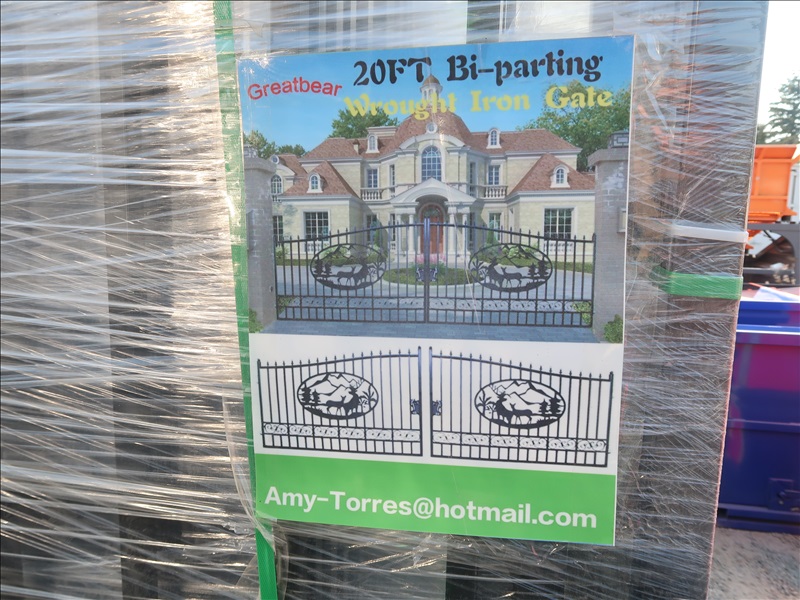 Greatbear
20FT Bi-parting
Wrought Iron Gate
Amy-Torres@hotmail.com